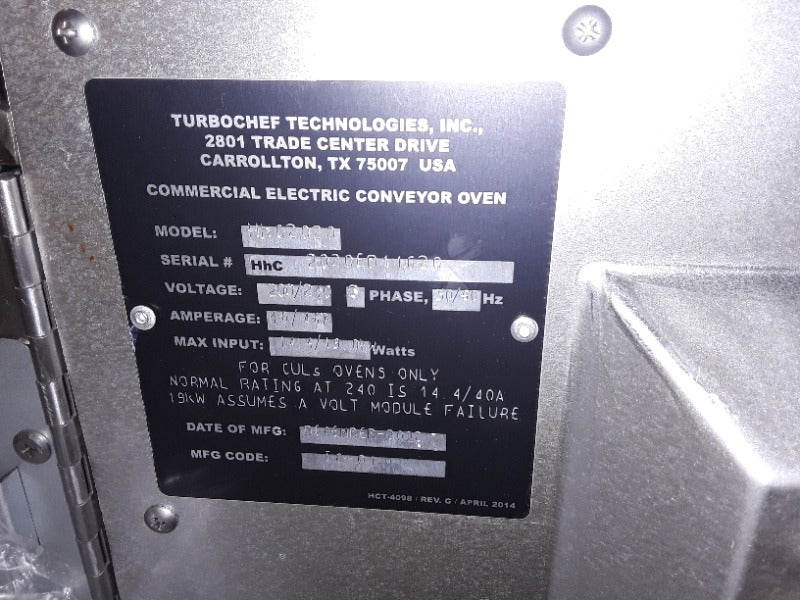 TURBOCHEF TECHNOLOGIES, INC.,
2801 TRADE CENTER DRIVE
CARROLLTON, TX 75007 USA
COMMERCIAL ELECTRIC CONVEYOR OVEN
MODEL:
SERIAL # HhC
VOLTAGE: PHASE, Hz
AMPERAGE:
MAX INPUT: Watts
FOR CULs OVENS ONLY
NORMAL RATING AT 240 IS 14.4/40A
19kW ASSUMES A VOLT MODULE FAILURE
DATE OF MFG:
MFG CODE:
HCT-4098 / REV. G / APRIL 2014